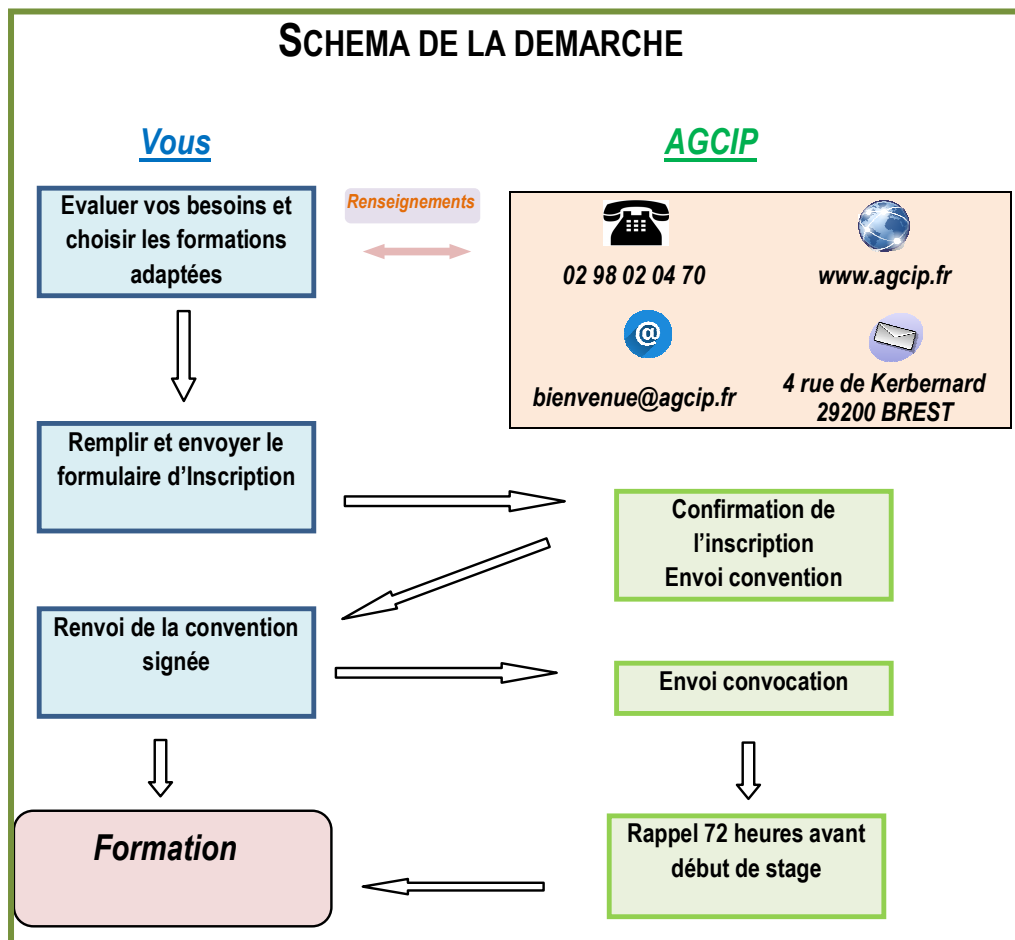 SCHEMA DE LA DEMARCHE
Vous
AGCIP
Evaluer vos besoins et
choisir les formations
adaptées
Renseignements
02 98 02 04 70
www.agcip.fr
@
bienvenue@agcip.fr
4 rue de Kerbernard
29200 BREST
Remplir et envoyer le
formulaire d’Inscription
Confirmation de
l’inscription
Envoi convention
Renvoi de la convention
signée
Envoi convocation
Formation
Rappel 72 heures avant
début de stage